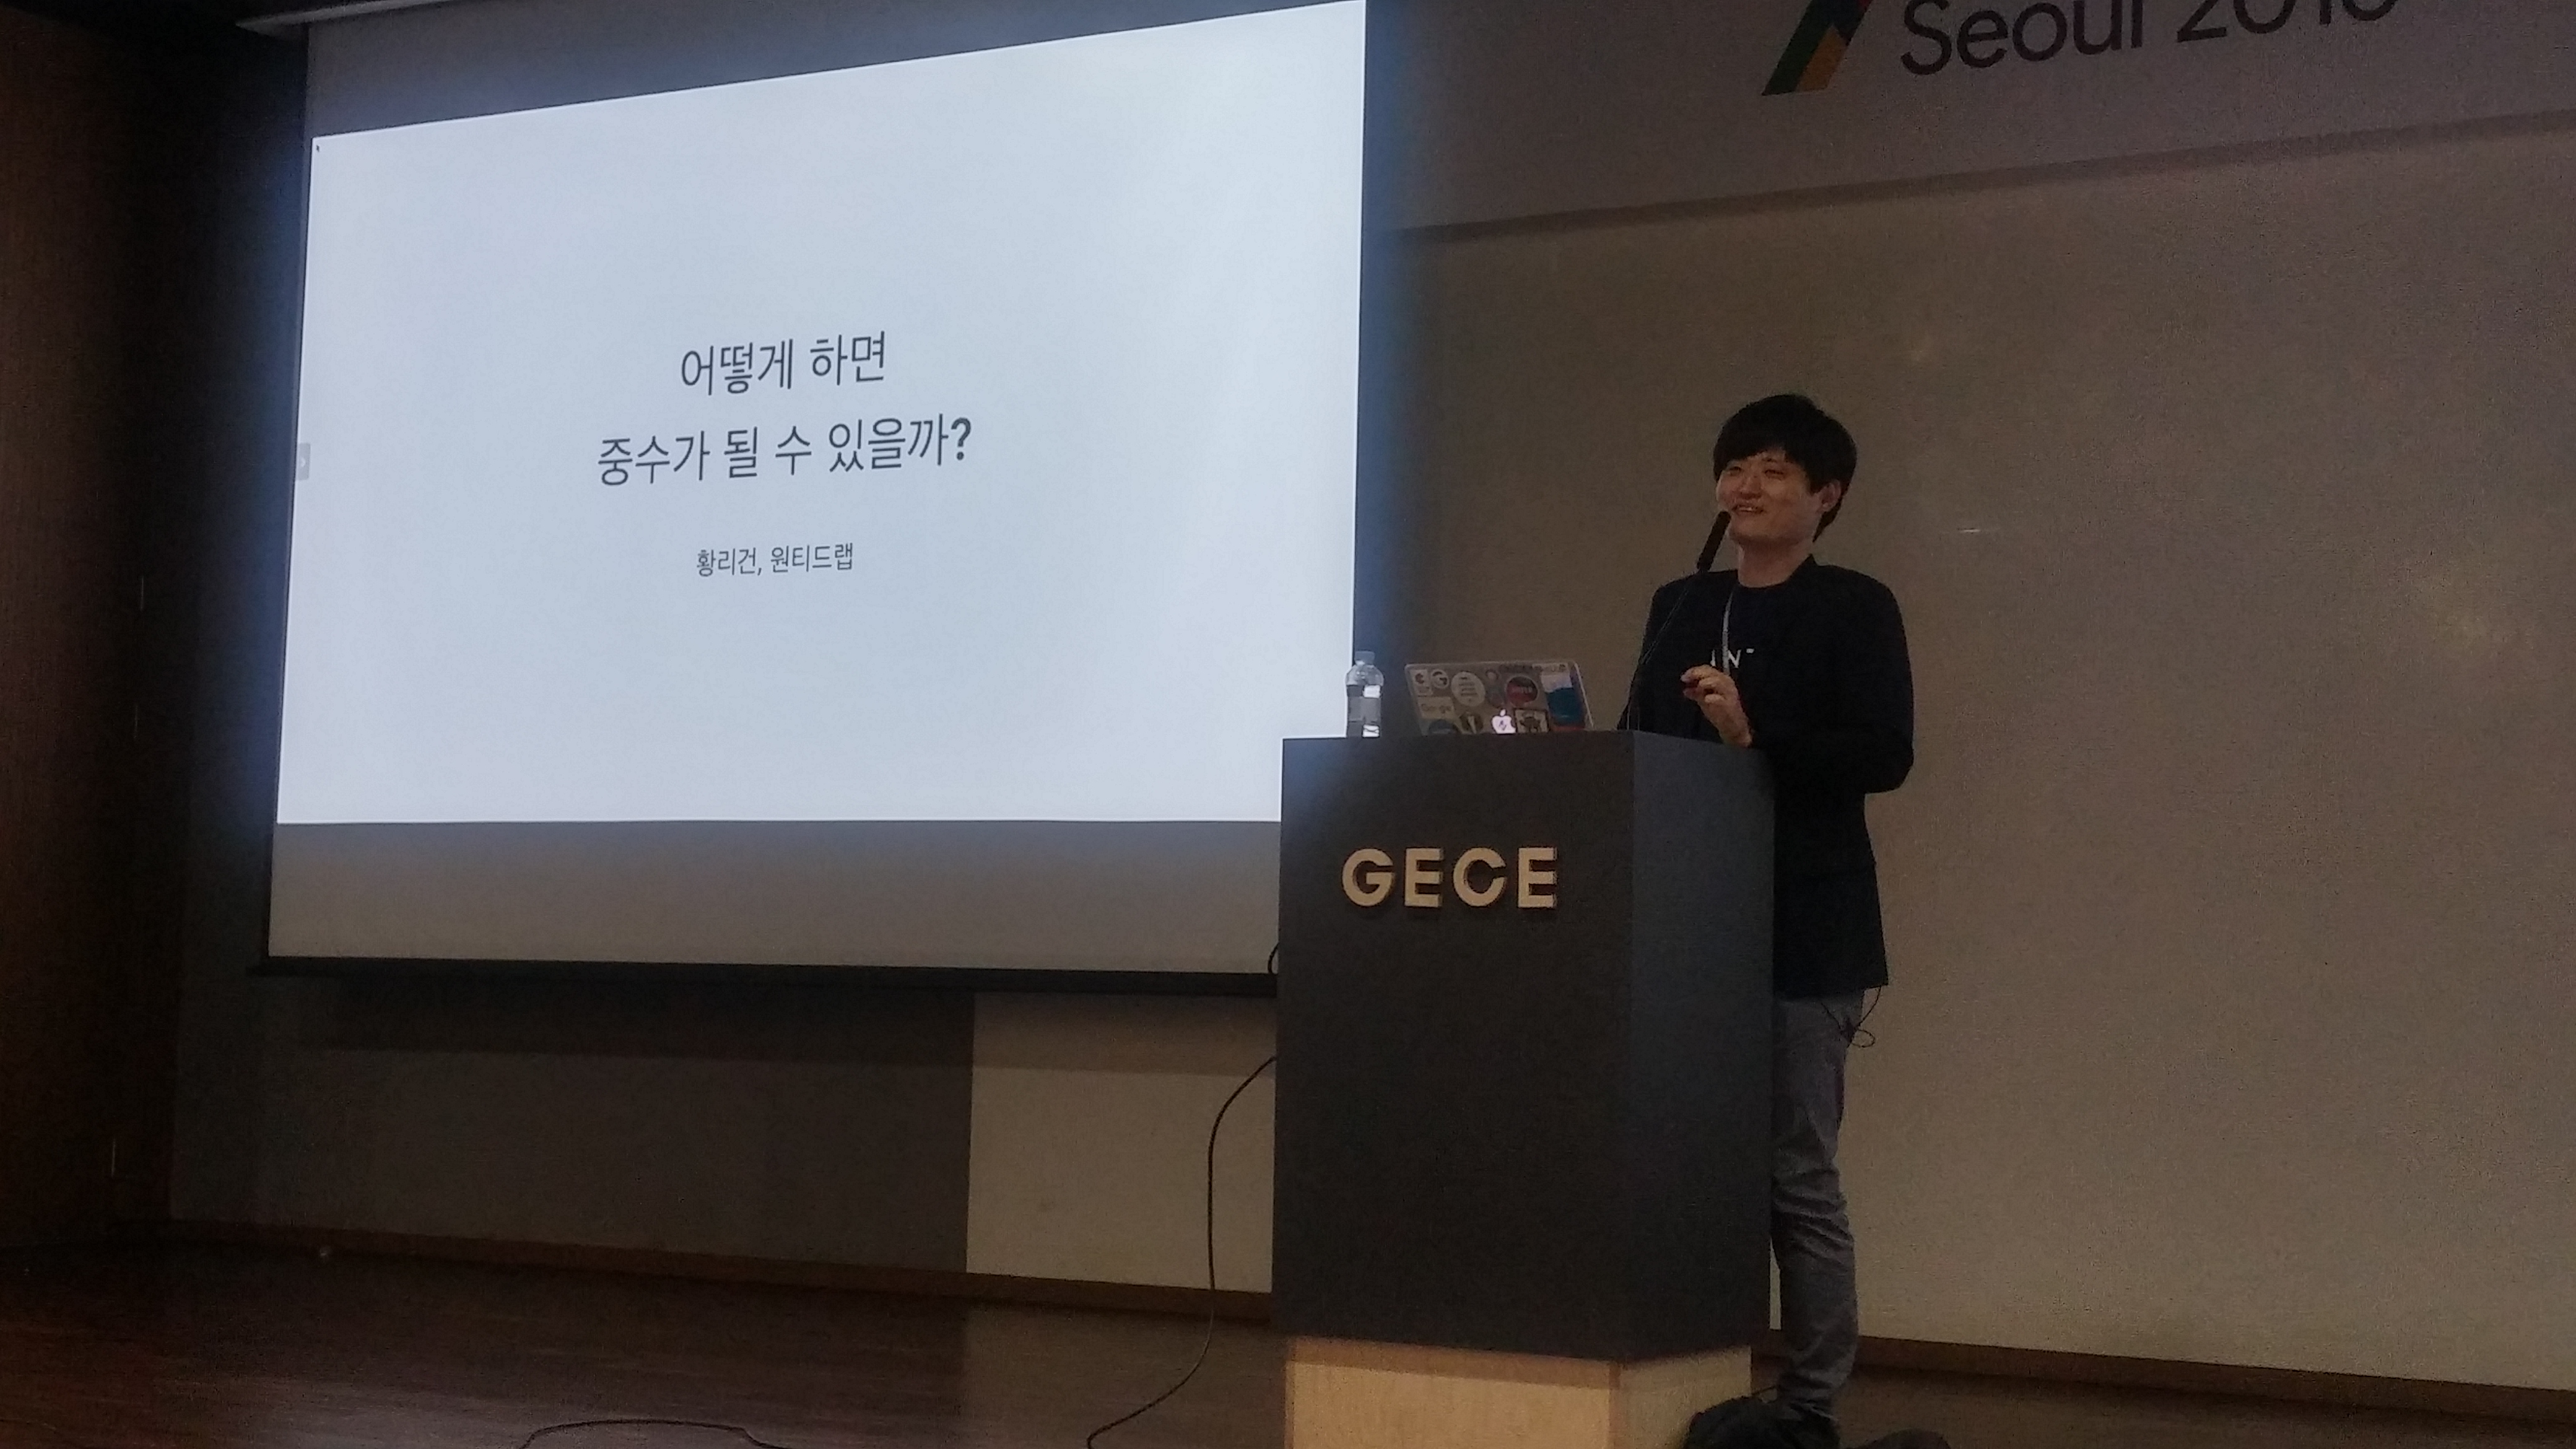 어떻게 하면
중수가 될 수 있을까?
황리건, 원티드랩
Seoul
GECE